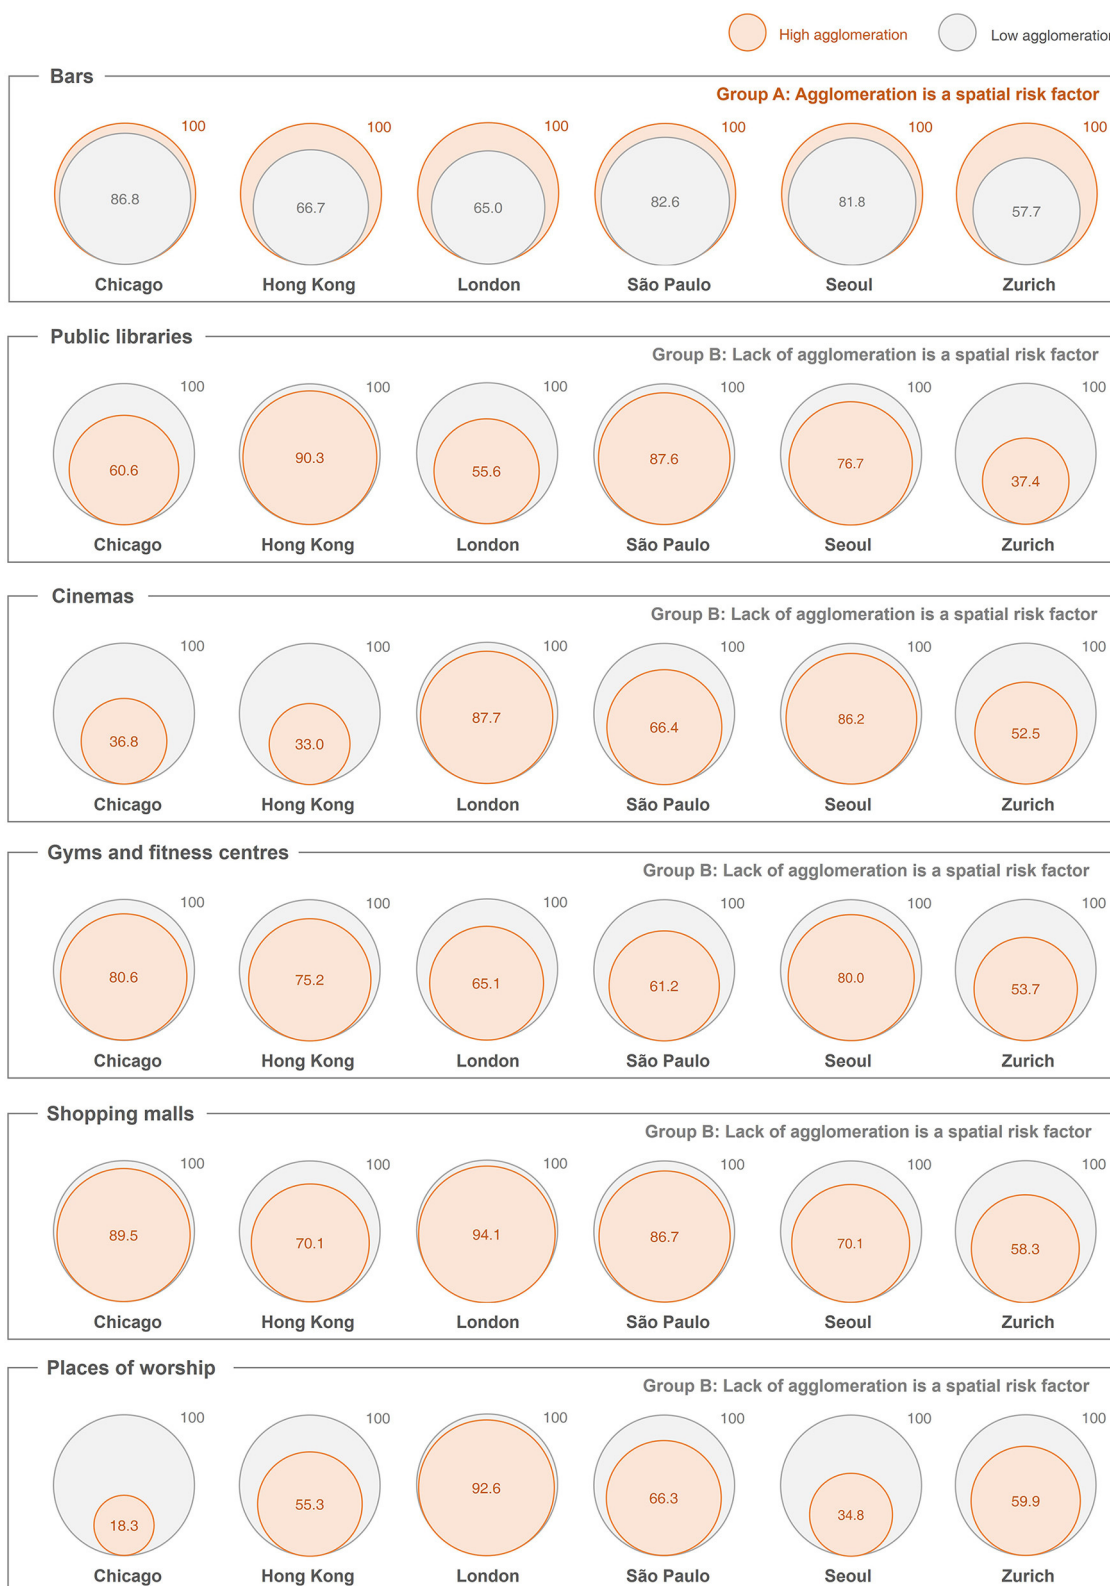 High agglomeration Low agglomeration
Bars
Group A: Agglomeration is a spatial risk factor
100 100 100 100 100 100
86.8 66.7 65.0 82.6 81.8 57.7
Chicago Hong Kong London São Paulo Seoul Zurich
Public libraries
Group B: Lack of agglomeration is a spatial risk factor
100 100 100 100 100 100
60.6 90.3 55.6 87.6 76.7 37.4
Chicago Hong Kong London São Paulo Seoul Zurich
Cinemas
Group B: Lack of agglomeration is a spatial risk factor
100 100 100 100 100 100
36.8 33.0 87.7 66.4 86.2 52.5
Chicago Hong Kong London São Paulo Seoul Zurich
Gyms and fitness centres
Group B: Lack of agglomeration is a spatial risk factor
100 100 100 100 100 100
80.6 75.2 65.1 61.2 80.0 53.7
Chicago Hong Kong London São Paulo Seoul Zurich
Shopping malls
Group B: Lack of agglomeration is a spatial risk factor
100 100 100 100 100 100
89.5 70.1 94.1 86.7 70.1 58.3
Chicago Hong Kong London São Paulo Seoul Zurich
Places of worship
Group B: Lack of agglomeration is a spatial risk factor
100 100 100 100 100 100
18.3 55.3 92.6 66.3 34.8 59.9
Chicago Hong Kong London São Paulo Seoul Zurich